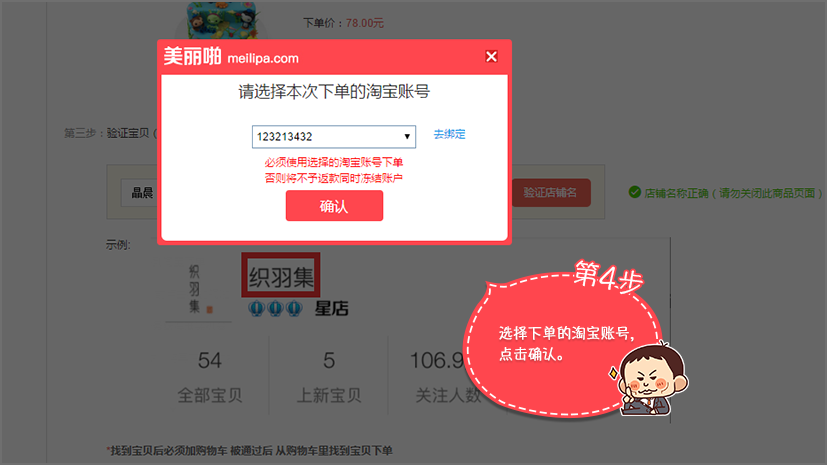 下单价：78.00元
美丽啪 meilipa.com
请选择本次下单的淘宝账号
123213432
去绑定
必须使用选择的淘宝账号下单
否则将不予返款同时冻结账户
确认
第三步：验证宝贝（
晶晨
验证店铺名
店铺名称正确（请勿关闭此商品页面）
示例:
织羽集
织羽集
星店
第4步
选择下单的淘宝账号，
点击确认。
54
5
106.9
全部宝贝
上新宝贝
关注人数
*找到宝贝后必须加购物车 被通过后 从购物车里找到宝贝下单